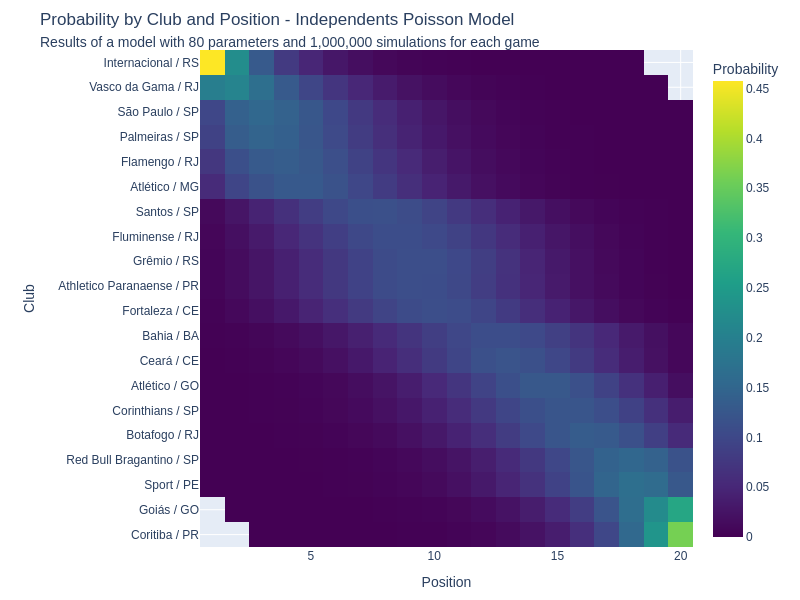 Probability by Club and Position - Independents Poisson Model
Results of a model with 80 parameters and 1,000,000 simulations for each game
Internacional / RS
Vasco da Gama / RJ
São Paulo / SP
Palmeiras / SP
Flamengo / RJ
Atlético / MG
Santos / SP
Fluminense / RJ
Grêmio / RS
Athletico Paranaense / PR
Fortaleza / CE
Bahia / BA
Ceará / CE
Atlético / GO
Corinthians / SP
Botafogo / RJ
Red Bull Bragantino / SP
Sport / PE
Goiás / GO
Coritiba / PR
Club
5
10
15
20
Position
Probability
0.45
0.4
0.35
0.3
0.25
0.2
0.15
0.1
0.05
0